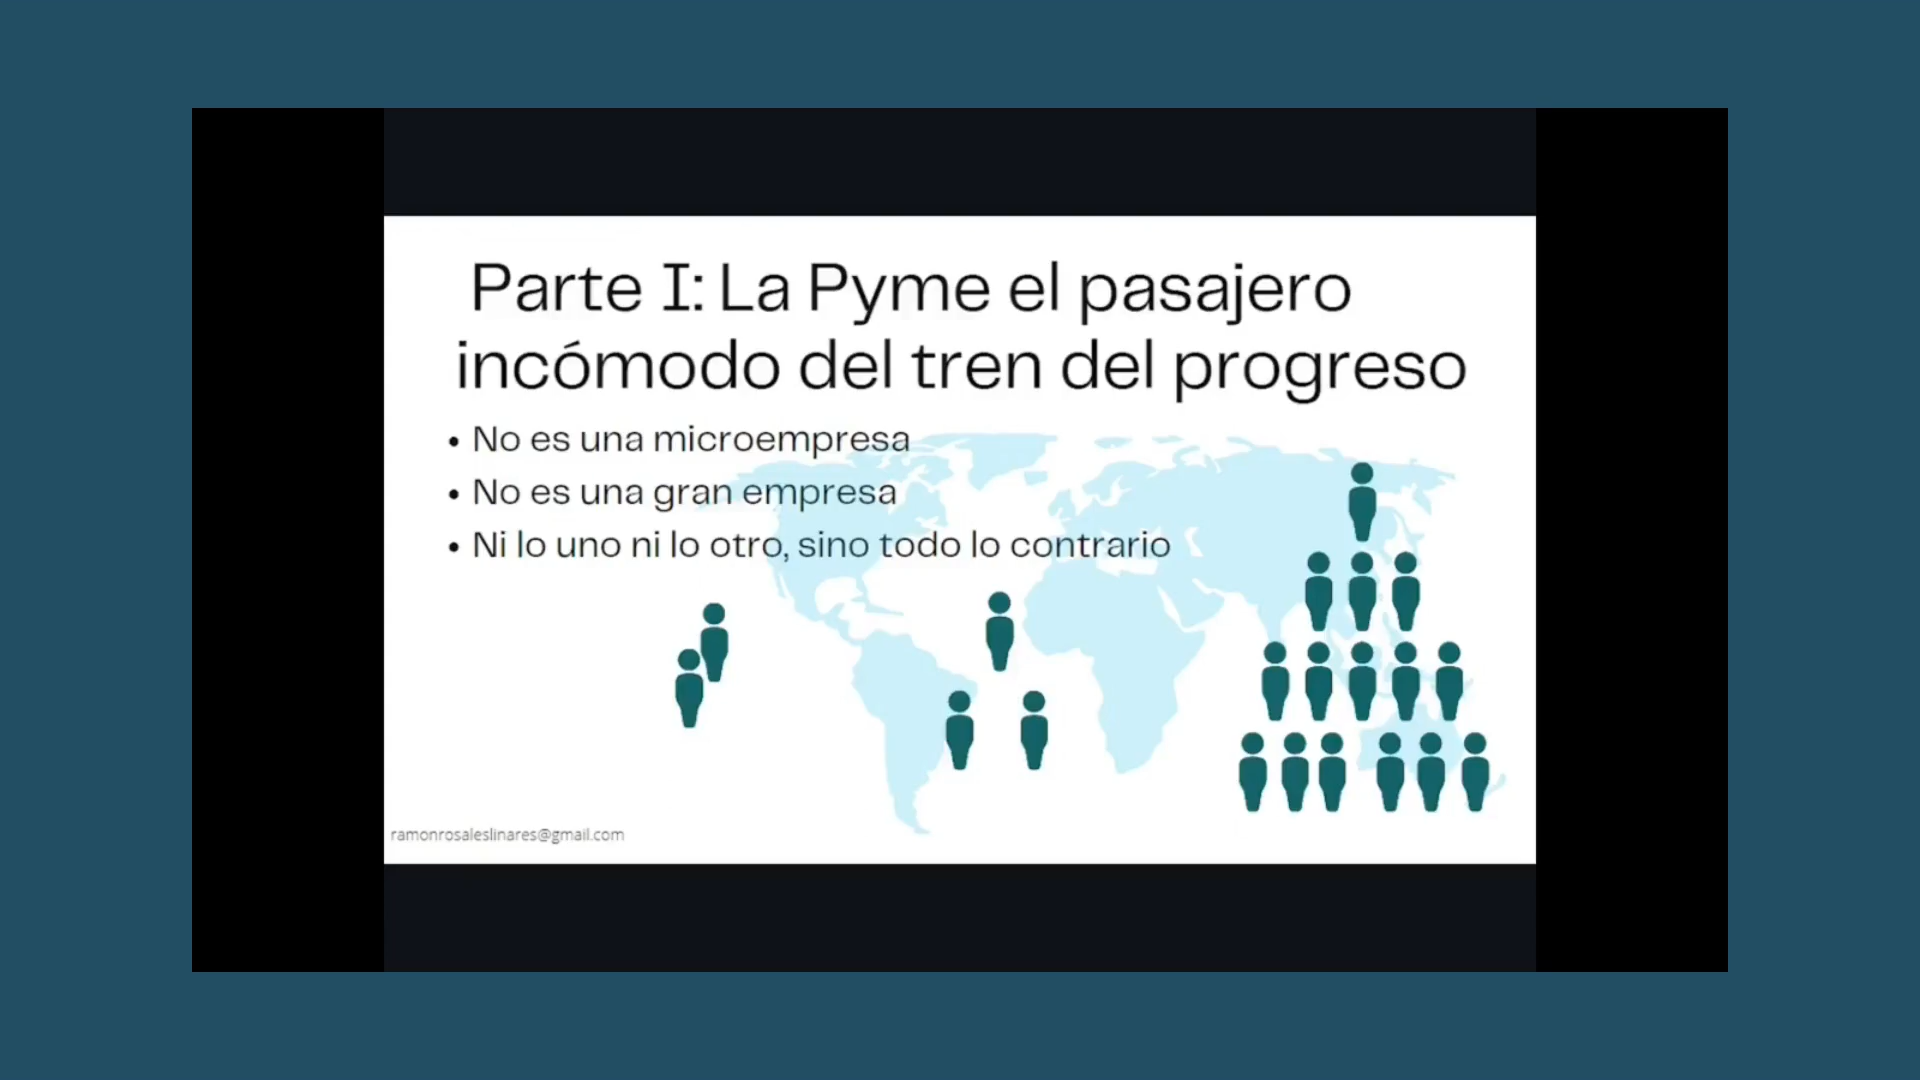 Parte I: La Pyme el pasajero
incómodo del tren del progreso
• No es una microempresa
• No es una gran empresa
• Ni lo uno ni lo otro, sino todo lo contrario
ramonrosaleslinares@gmail.com